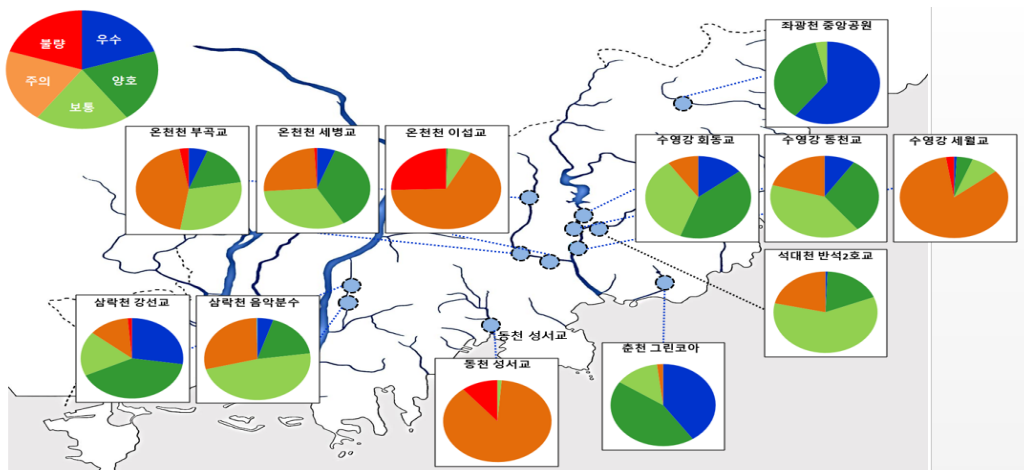 좌광천 중앙공원
불량
우수
주의
양호
보통
온천천 부곡교
온천천 세병교
온천천 이섭교
수영강 회동교
수영강 동천교
수영강 세월교
석대천 반석2호교
삼락천 강선교
삼락천 음악분수
동천 성서교
동천 성서교
춘천 그린코아